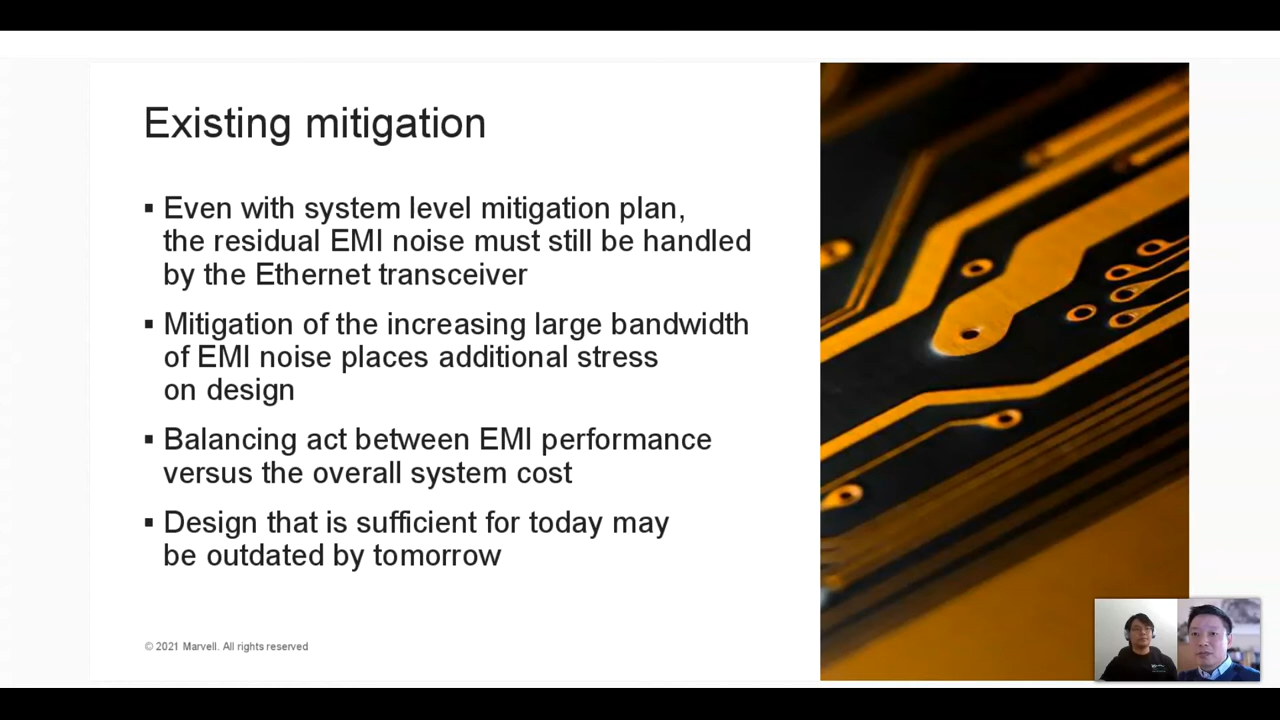 Existing mitigation
▪ Even with system level mitigation plan,
the residual EMI noise must still be handled
by the Ethernet transceiver
▪ Mitigation of the increasing large bandwidth
of EMI noise places additional stress
on design
▪ Balancing act between EMI performance
versus the overall system cost
▪ Design that is sufficient for today may
be outdated by tomorrow
© 2021 Marvell. All rights reserved